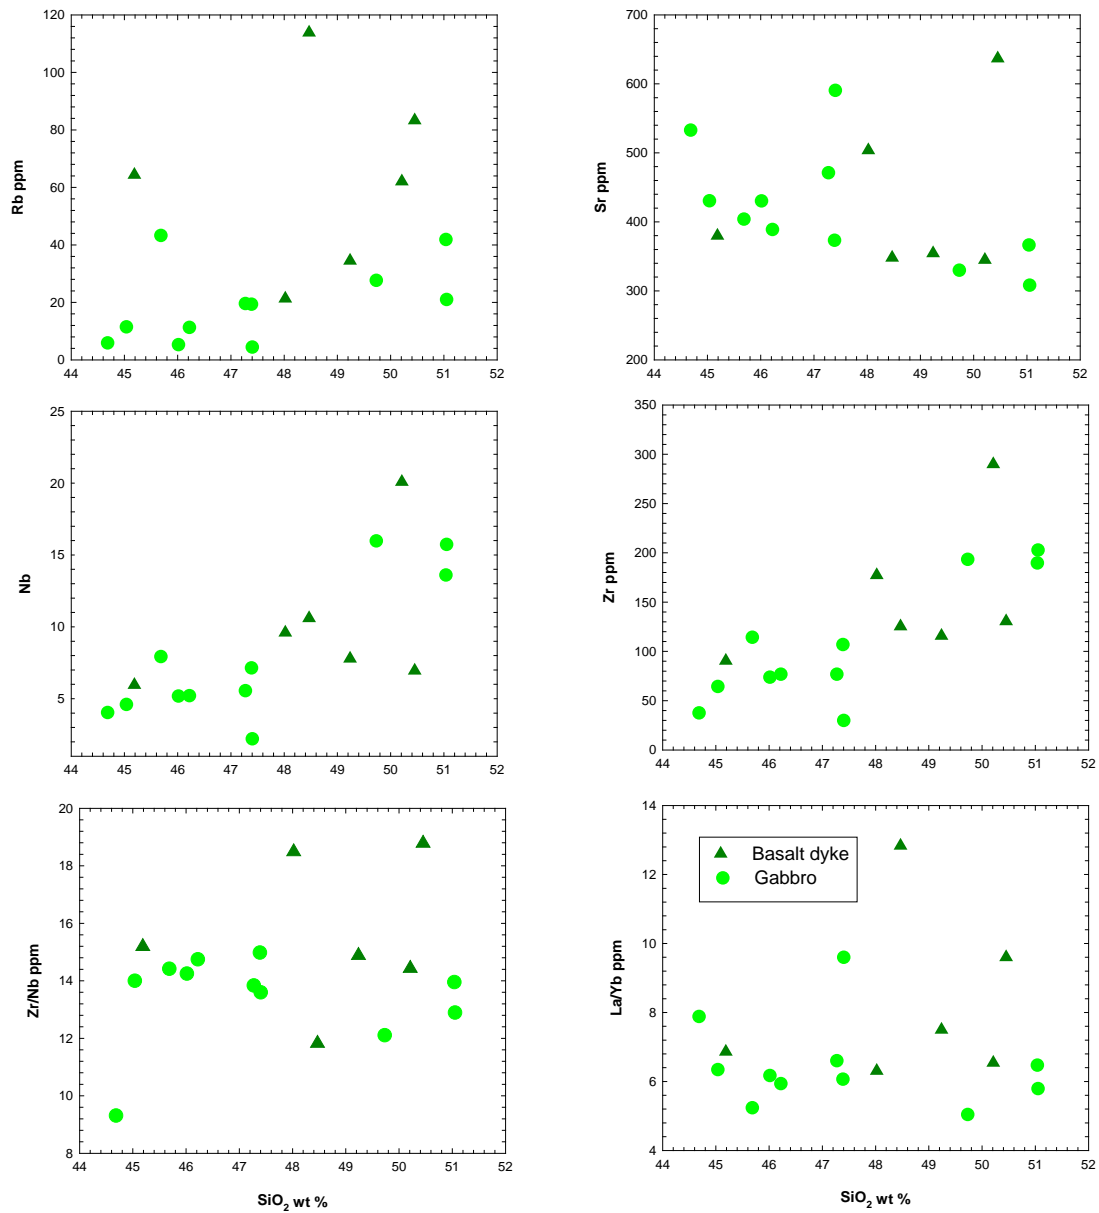 120
100
80
60
40
20
0
Rb ppm
44 45 46 47 48 49 50 51 52
700
600
500
400
300
200
Sr ppm
44 45 46 47 48 49 50 51 52
25
20
15
10
5
Nb
44 45 46 47 48 49 50 51 52
350
300
250
200
150
100
50
0
Zr ppm
44 45 46 47 48 49 50 51 52
20
18
16
14
12
10
8
Zr/Nb ppm
44 45 46 47 48 49 50 51 52
SiO₂ wt %
14
12
10
8
6
4
La/Yb ppm
Basalt dyke
Gabbro
44 45 46 47 48 49 50 51 52
SiO₂ wt %